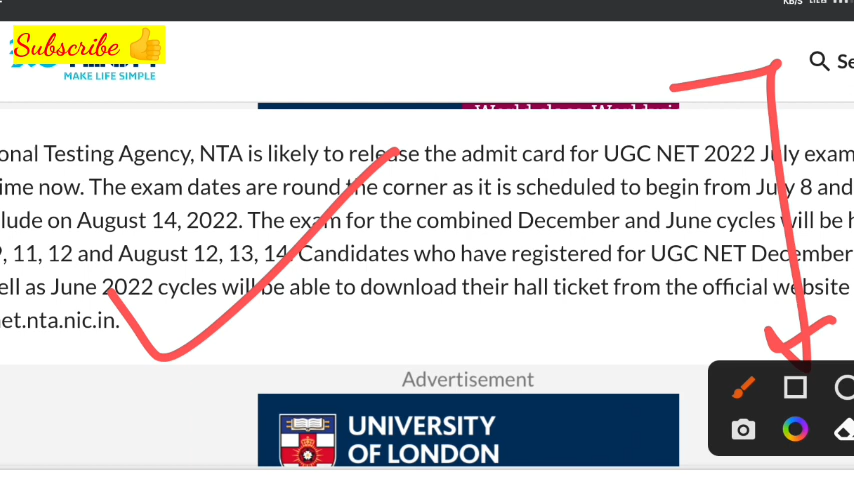 Subscribe
MAKE LIFE SIMPLE
Se
onal Testing Agency, NTA is likely to release the admit card for UGC NET 2022 July exam
ime now. The exam dates are round the corner as it is scheduled to begin from July 8 and
lude on August 14, 2022. The exam for the combined December and June cycles will be h
9, 11, 12 and August 12, 13, 14. Candidates who have registered for UGC NET December
ell as June 2022 cycles will be able to download their hall ticket from the official website
net.nta.nic.in.
Advertisement
UNIVERSITY
OF LONDON